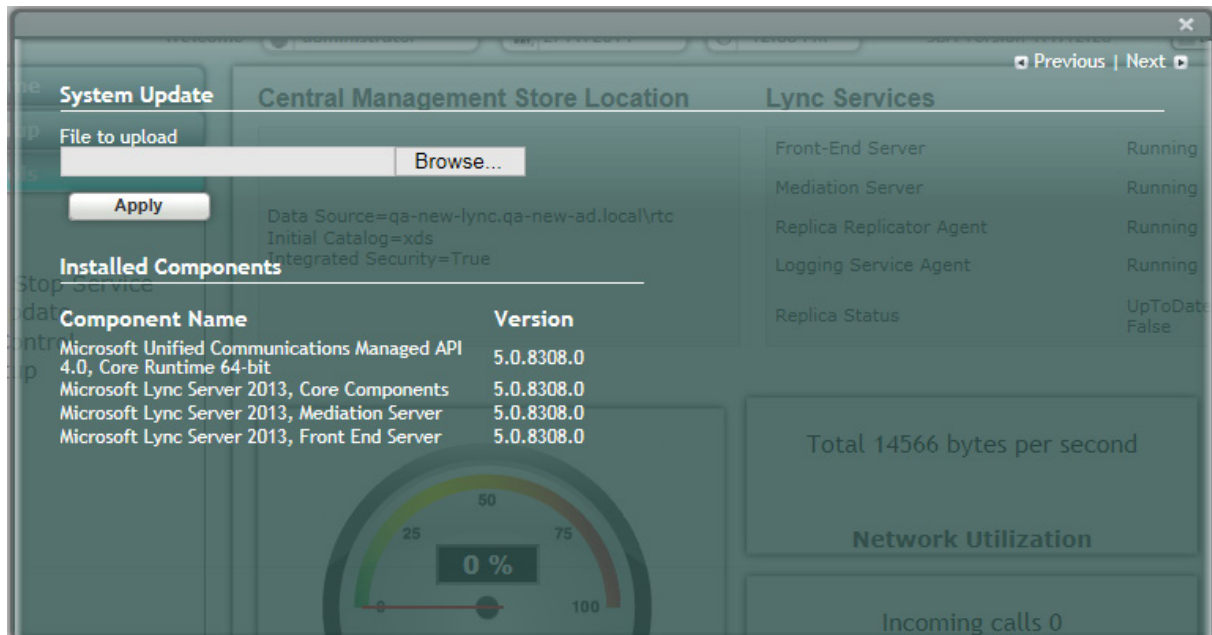 Welcome
administrator
Previous | Next
System Update
Central Management Store Location
Lync Services
File to upload
Browse...
Apply
Front-End Server Running
Mediation Server Running
Data Source=qa-new-lync.qa-new-ad.local\rtc
Initial Catalog=xds
Integrated Security=True
Replica Replicator Agent Running
Logging Service Agent Running
Replica Status UpToDate
False
Installed Components
Stop Service
Component Name Version
Microsoft Unified Communications Managed API
4.0, Core Runtime 64-bit 5.0.8308.0
Microsoft Lync Server 2013, Core Components 5.0.8308.0
Microsoft Lync Server 2013, Mediation Server 5.0.8308.0
Microsoft Lync Server 2013, Front End Server 5.0.8308.0
Total 14566 bytes per second
Network Utilization
0
25
50
75
100
0 %
Incoming calls 0